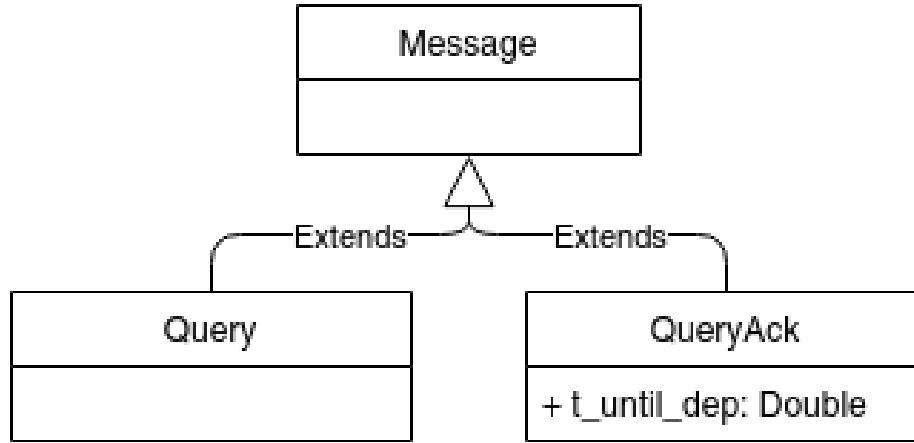 Message
Extends
Extends
Query
QueryAck
+ t_until_dep: Double